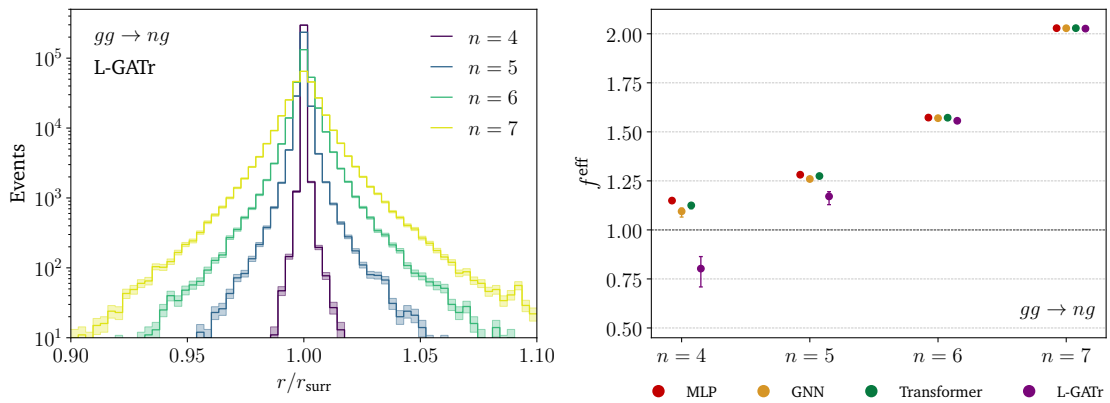 gg → ng
L-GATr
n = 4
n = 5
n = 6
n = 7
Events
10^5
10^4
10^3
10^2
10^1
0.90 0.95 1.00 1.05 1.10
r/r_surr
f^eff
2.00
1.75
1.50
1.25
1.00
0.75
0.50
gg → ng
n = 4 n = 5 n = 6 n = 7
MLP GNN Transformer L-GATr